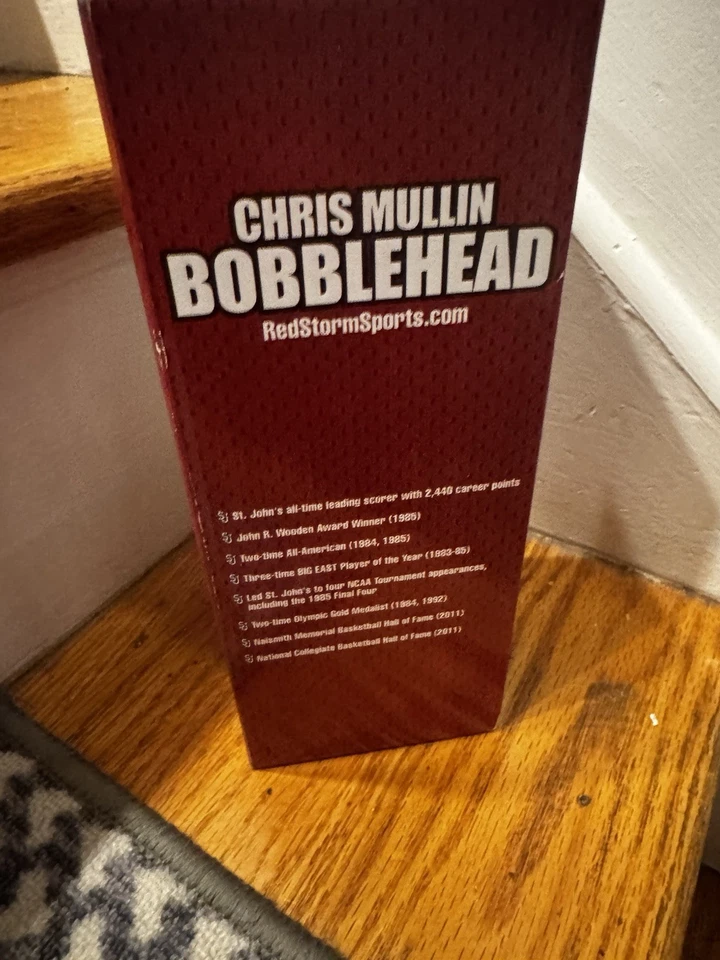 CHRIS MULLIN
BOBBLEHEAD
RedStormSports.com
St. John's all-time leading scorer with 2,440 career points
John R. Wooden Award Winner (1985)
Two-time All-American (1984, 1985)
Three-time BIG EAST Player of the Year (1983-85)
Led St. John's to four NCAA Tournament appearances,
including the 1985 Final Four
Two-time Olympic Gold Medalist (1984, 1992)
Naismith Memorial Basketball Hall of Fame (2011)
National Collegiate Basketball Hall of Fame (2011)